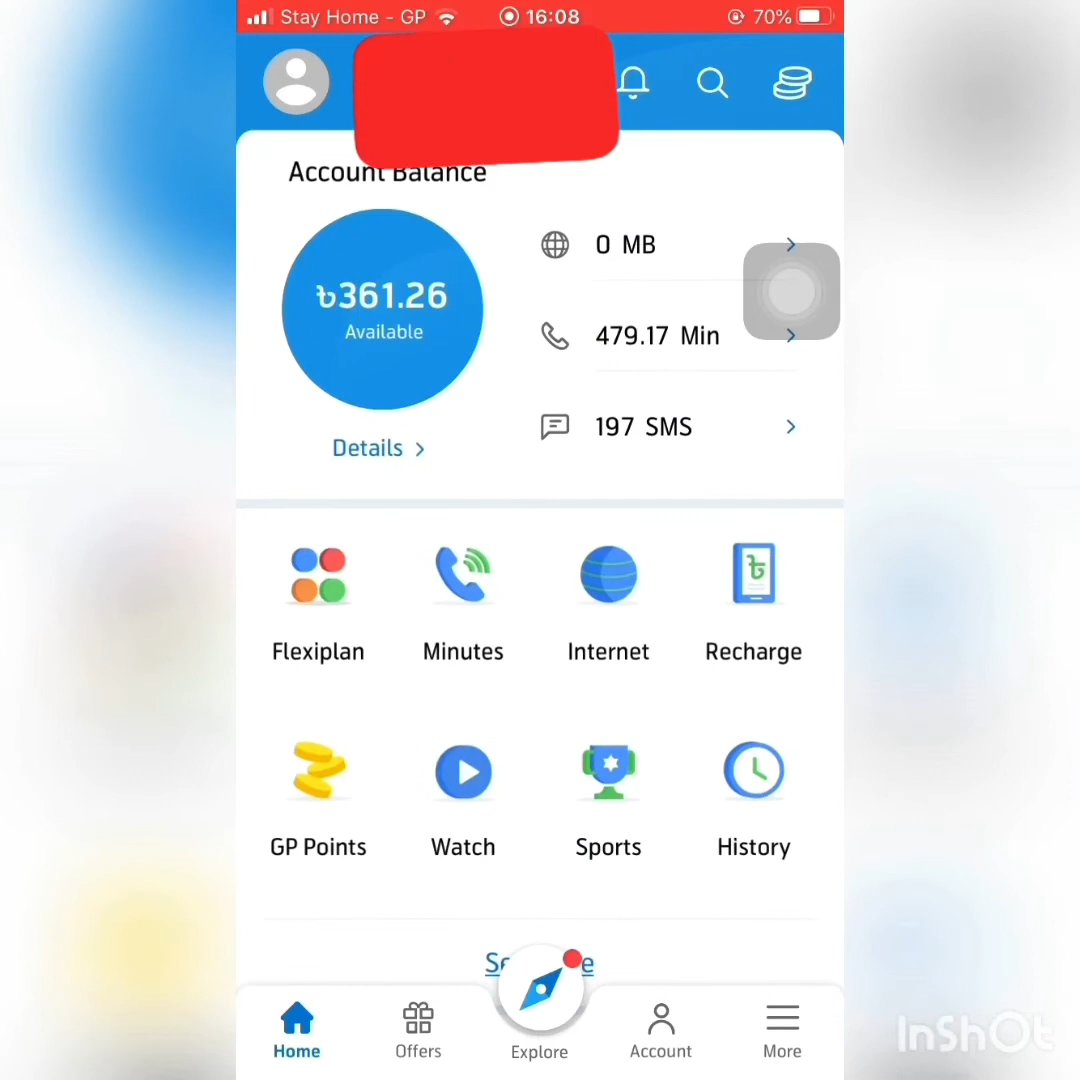 Stay Home - GP 16:08 70%
Account Balance
৳361.26
Available
Details
0 MB
479.17 Min
197 SMS
Flexiplan Minutes Internet Recharge
GP Points Watch Sports History
Home Offers Explore Account More
InShOt